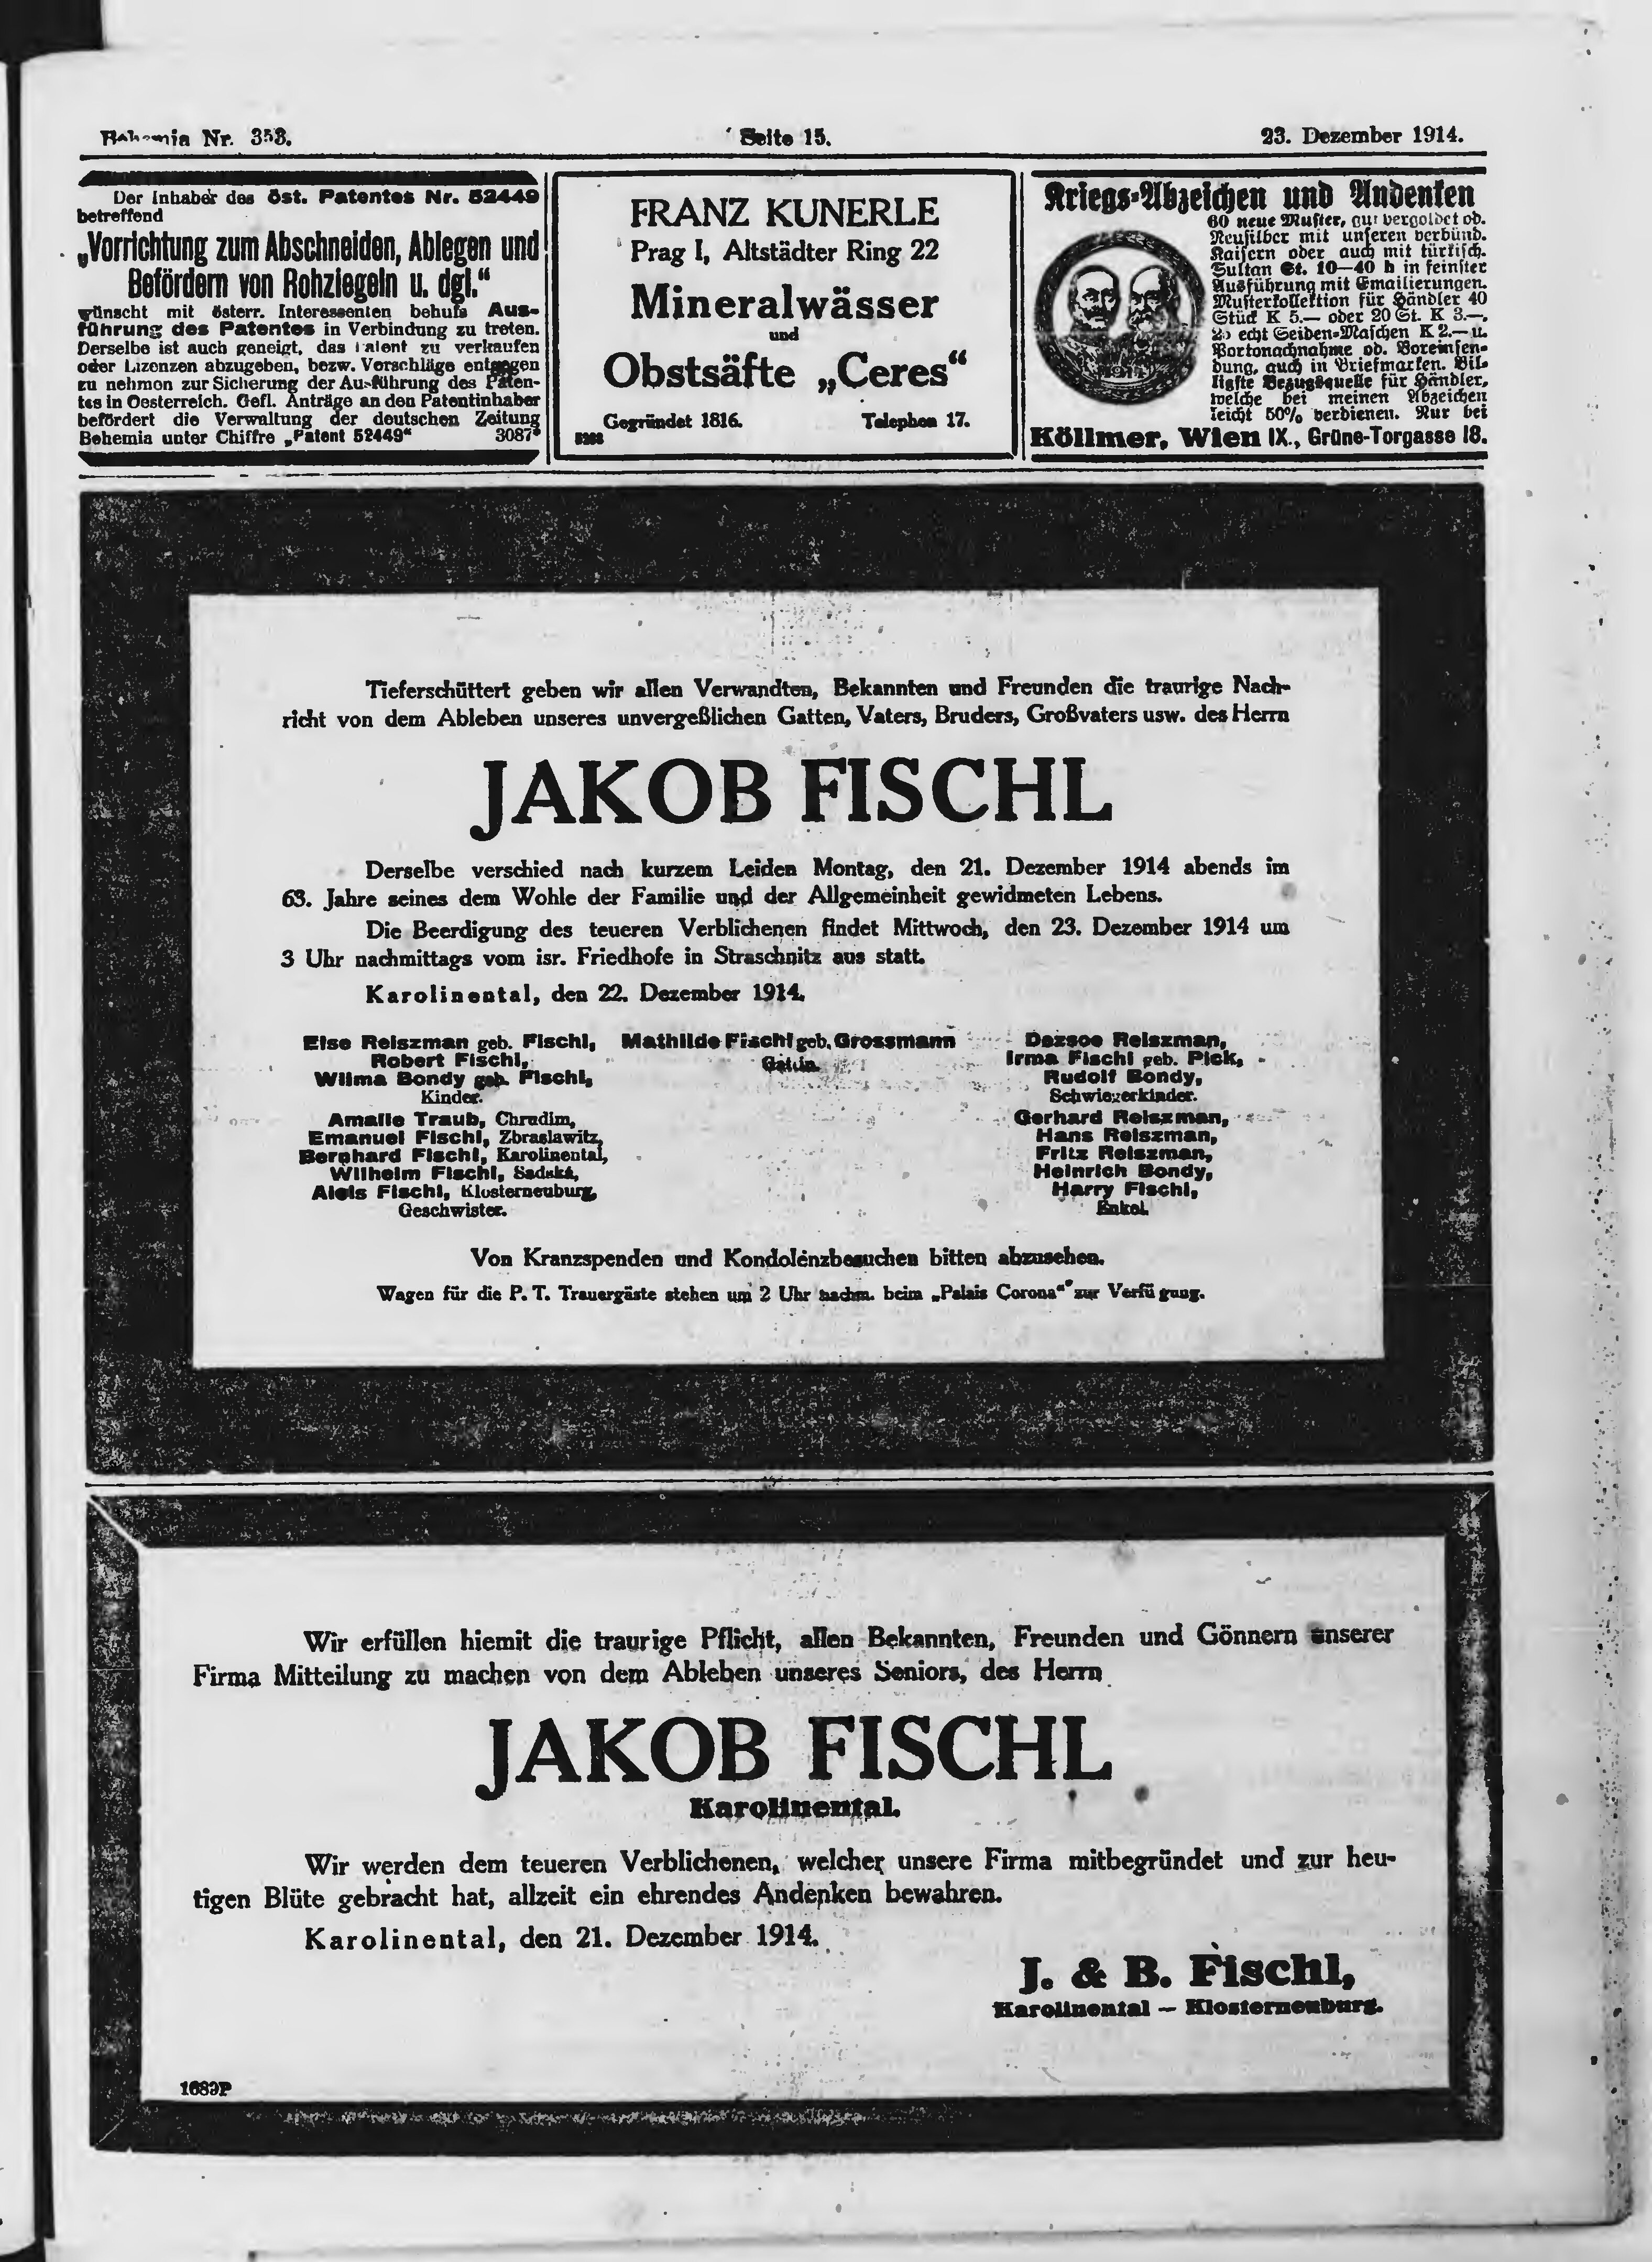 Bohemia Nr. 353.
Seite 15.
23. Dezember 1914.
Der Inhaber des öst. Patentes Nr. 52449
betreffend
„Vorrichtung zum Abschneiden, Ablegen und
Befördern von Rohziegeln u. dgl.“
wünscht mit österr. Interessenten behufs Aus-
führung des Patentes in Verbindung zu treten.
Derselbe ist auch geneigt, das Patent zu verkaufen
oder Lizenzen abzugeben, bezw. Vorschläge entgegen
zu nehmen zur Sicherung der Ausführung des Paten-
tes in Oesterreich. Gefl. Anträge an den Patentinhaber
befördert die Verwaltung der deutschen Zeitung
Bohemia unter Chiffre „Patent 52449“ 3087*
FRANZ KUNERLE
Prag I, Altstädter Ring 22
Mineralwässer
und
Obstsäfte „Ceres“
Gegründet 1816. Telephon 17.
Kriegs-Abzeichen und Andenken
60 neue Muster, gut vergoldet od.
Neusilber mit unseren verbünd.
Kaisern oder auch mit türkisch.
Sultan St. 10—40 h in feinster
Ausführung mit Emailierungen.
Musterkollektion für Händler 40
Stück K 5.— oder 20 St. K 3.—,
25 echt Seiden-Maschen K 2.— u.
Portonachnahme ob. Voreinsen-
dung, auch in Briefmarken. Bil-
ligste Bezugsquelle für Händler,
welche bei meinen Abzeichen
leicht 50% verdienen. Nur bei
Köllmer, Wien IX., Grüne-Torgasse 18.
Tieferschüttert geben wir allen Verwandten, Bekannten und Freunden die traurige Nach-
richt von dem Ableben unseres unvergeßlichen Gatten, Vaters, Bruders, Großvaters usw. des Herrn
JAKOB FISCHL
Derselbe verschied nach kurzem Leiden Montag, den 21. Dezember 1914 abends im
63. Jahre seines dem Wohle der Familie und der Allgemeinheit gewidmeten Lebens.
Die Beerdigung des teueren Verblichenen findet Mittwoch, den 23. Dezember 1914 um
3 Uhr nachmittags vom isr. Friedhofe in Straschnitz aus statt.
Karolinental, den 22. Dezember 1914.
Else Reiszman geb. Fischl,
Robert Fischl,
Wilma Bondy geb. Fischl,
Kinder.
Amalie Traub, Chrudim,
Emanuel Fischl, Zbraslawitz,
Bernhard Fischl, Karolinental,
Wilhelm Fischl, Sadská,
Alois Fischl, Klosterneuburg,
Geschwister.
Mathilde Fischl geb. Grossmann
Gattin.
Dezsoe Reiszman,
Irma Fischl geb. Pick,
Rudolf Bondy,
Schwiegerkinder.
Gerhard Reiszman,
Hans Reiszman,
Fritz Reiszman,
Heinrich Bondy,
Harry Fischl,
Enkel.
Von Kranzspenden und Kondolenzbesuchen bitten abzusehen.
Wagen für die P. T. Trauergäste stehen um 2 Uhr nachm. beim „Palais Corona“ zur Verfügung.
Wir erfüllen hiemit die traurige Pflicht, allen Bekannten, Freunden und Gönnern unserer
Firma Mitteilung zu machen von dem Ableben unseres Seniors, des Herrn
JAKOB FISCHL
Karolinental.
Wir werden dem teueren Verblichenen, welcher unsere Firma mitbegründet und zur heu-
tigen Blüte gebracht hat, allzeit ein ehrendes Andenken bewahren.
Karolinental, den 21. Dezember 1914.
J. & B. Fischl,
Karolinental — Klosterneuburg.
1689P